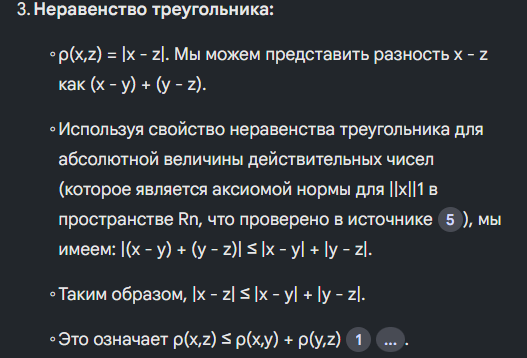 3. Неравенство треугольника:
◦ ρ(x,z) = |x - z|. Мы можем представить разность x - z
как (x - y) + (y - z).
◦ Используя свойство неравенства треугольника для
абсолютной величины действительных чисел
(которое является аксиомой нормы для ||x||1 в
пространстве Rn, что проверено в источнике 5 ), мы
имеем: |(x - y) + (y - z)| ≤ |x - y| + |y - z|.
◦ Таким образом, |x - z| ≤ |x - y| + |y - z|.
◦ Это означает ρ(x,z) ≤ ρ(x,y) + ρ(y,z) 1 ... .